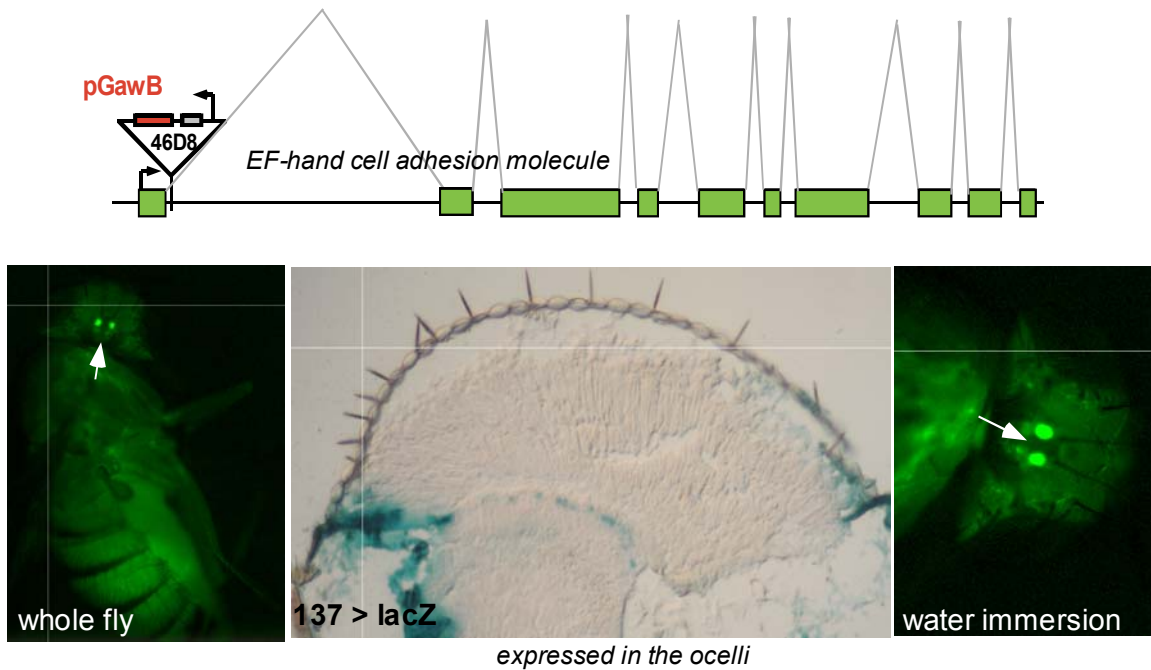 pGawB
46D8
EF-hand cell adhesion molecule
whole fly
137 > lacZ
water immersion
expressed in the ocelli